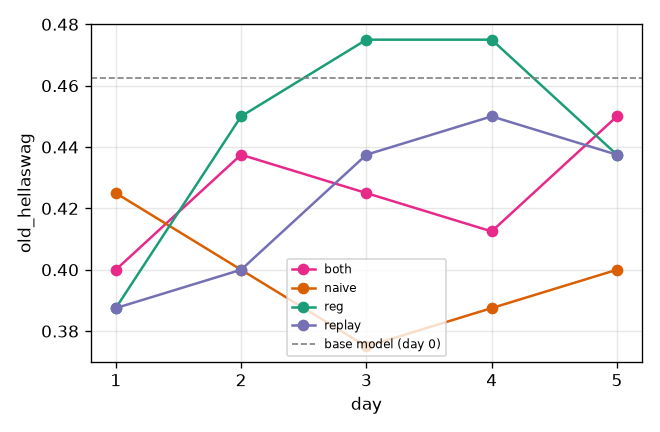 0.48
0.46
0.44
0.42
0.40
0.38
old_hellaswag
both
naive
reg
replay
base model (day 0)
1 2 3 4 5
day